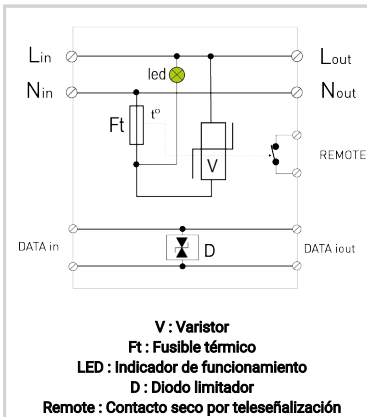 Lin Lout
led
Nin Nout
tº
Ft
V
REMOTE
DATA in D DATA iout
V : Varistor
Ft : Fusible térmico
LED : Indicador de funcionamiento
D : Diodo limitador
Remote : Contacto seco por teleseñalización